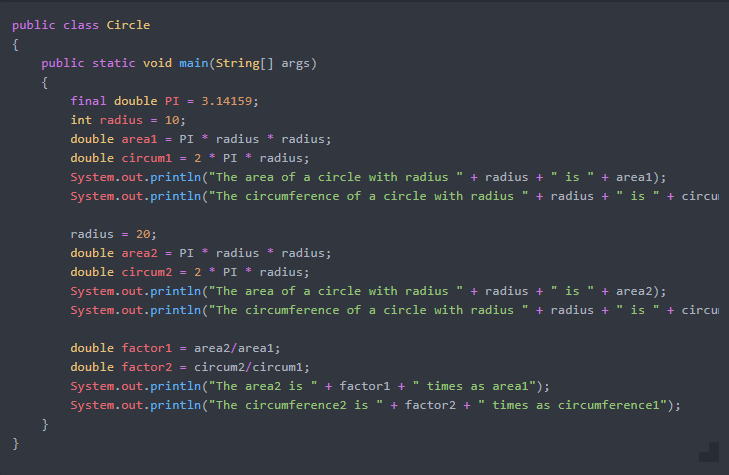 public class Circle
{
    public static void main(String[] args)
    {
        final double PI = 3.14159;
        int radius = 10;
        double area1 = PI * radius * radius;
        double circum1 = 2 * PI * radius;
        System.out.println("The area of a circle with radius " + radius + " is " + area1);
        System.out.println("The circumference of a circle with radius " + radius + " is " + circu

        radius = 20;
        double area2 = PI * radius * radius;
        double circum2 = 2 * PI * radius;
        System.out.println("The area of a circle with radius " + radius + " is " + area2);
        System.out.println("The circumference of a circle with radius " + radius + " is " + circu

        double factor1 = area2/area1;
        double factor2 = circum2/circum1;
        System.out.println("The area2 is " + factor1 + " times as area1");
        System.out.println("The circumference2 is " + factor2 + " times as circumference1");
    }
}